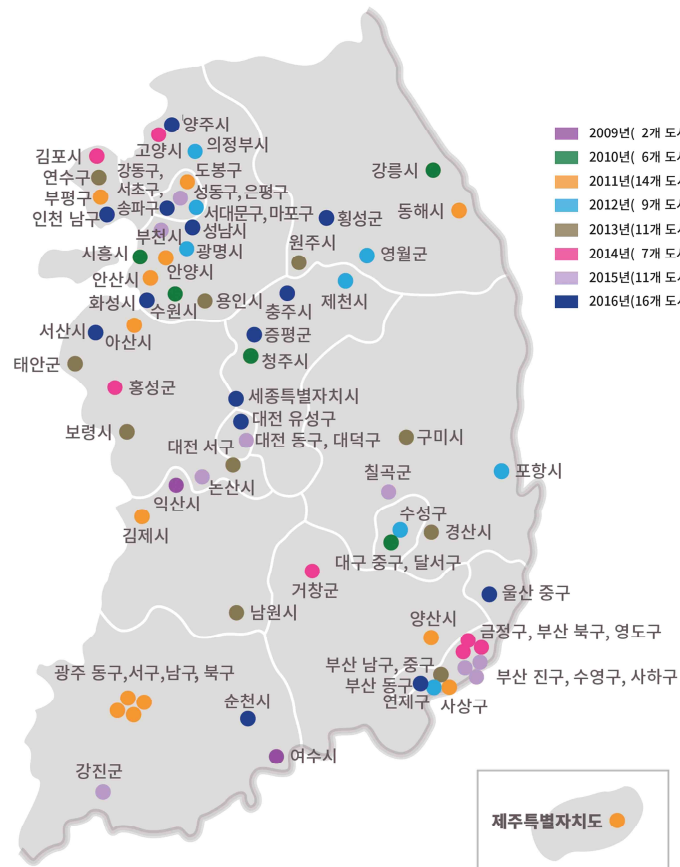 양주시
고양시
의정부시
김포시
강동구,
도봉구
연수구
서초구,
성동구, 은평구
부평구
송파구
서대문구, 마포구
인천 남구
부천시
성남시
시흥시
광명시
안양시
안산시
화성시
수원시
용인시
강릉시
동해시
횡성군
원주시
영월군
제천시
충주시
서산시
아산시
증평군
태안군
청주시
홍성군
세종특별자치시
대전 유성구
보령시
대전 서구
대전 동구, 대덕구
구미시
논산시
칠곡군
포항시
익산시
수성구
김제시
경산시
대구 중구, 달서구
거창군
울산 중구
남원시
양산시
금정구, 부산 북구, 영도구
광주 동구,서구,남구, 북구
부산 남구, 중구
부산 진구, 수영구, 사하구
부산 동구
연제구
사상구
순천시
여수시
강진군
제주특별자치도
2009년( 2개 도시
2010년( 6개 도시
2011년(14개 도시
2012년( 9개 도시
2013년(11개 도시
2014년( 7개 도시
2015년(11개 도시
2016년(16개 도시